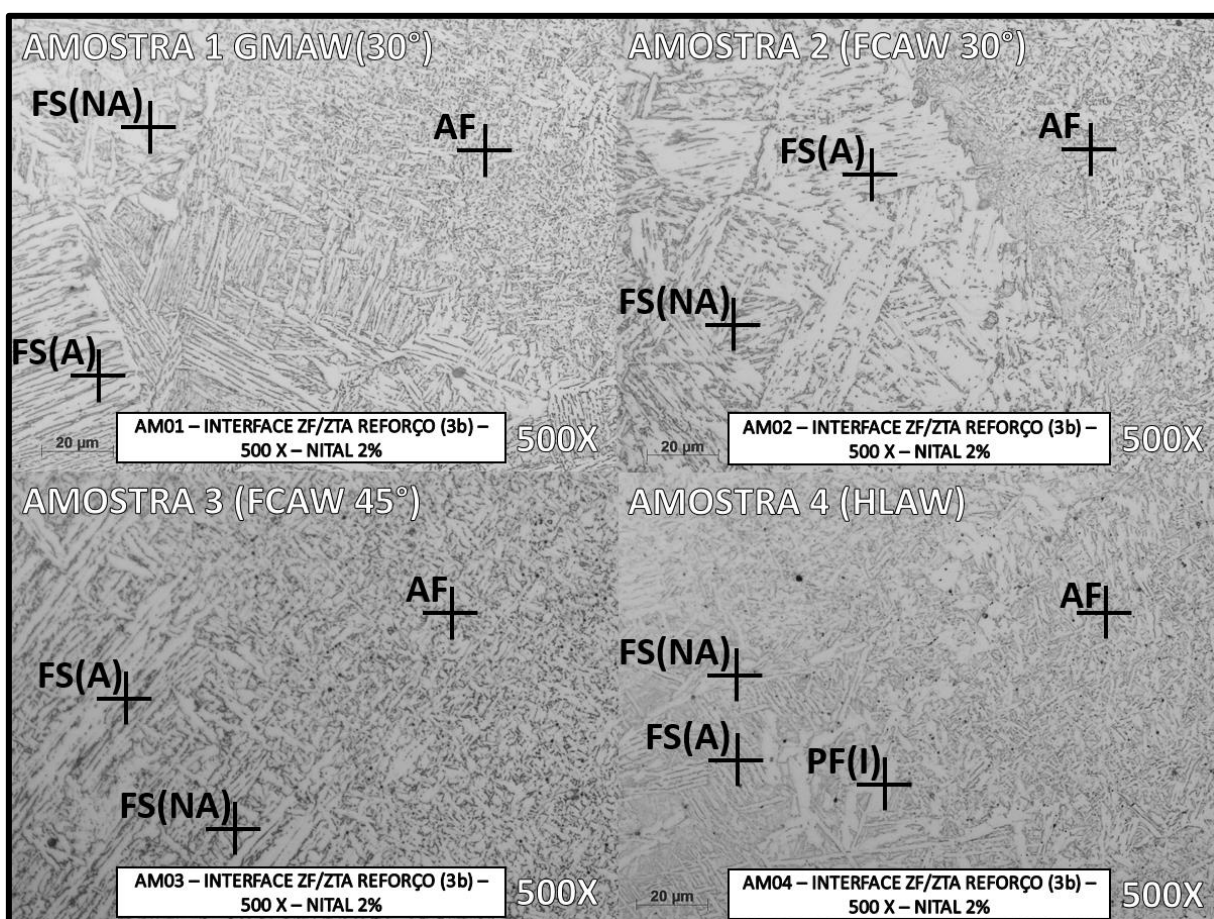 AMOSTRA 1 GMAW(30°)
FS(NA)
AF
FS(A)
20 µm
AM01 – INTERFACE ZF/ZTA REFORÇO (3b) –
500 X – NITAL 2%
500X
AMOSTRA 2 (FCAW 30°)
AF
FS(A)
FS(NA)
20 µm
AM02 – INTERFACE ZF/ZTA REFORÇO (3b) –
500 X – NITAL 2%
500X
AMOSTRA 3 (FCAW 45°)
AF
FS(A)
FS(NA)
AM03 – INTERFACE ZF/ZTA REFORÇO (3b) –
500 X – NITAL 2%
500X
AMOSTRA 4 (HLAW)
AF
FS(NA)
FS(A)
PF(I)
20 µm
AM04 – INTERFACE ZF/ZTA REFORÇO (3b) –
500 X – NITAL 2%
500X